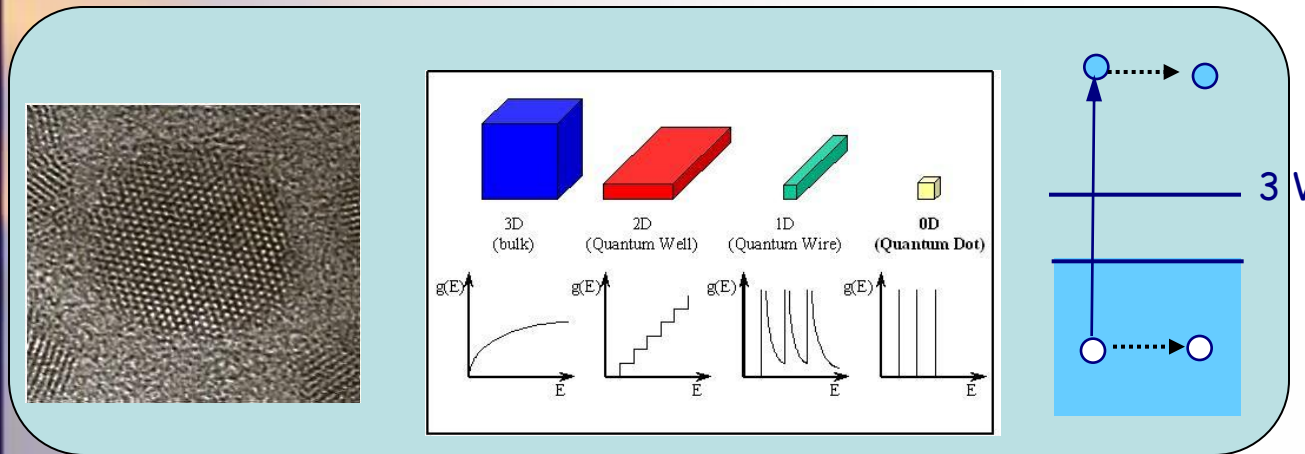 3D
(bulk)
2D
(Quantum Well)
1D
(Quantum Wire)
0D
(Quantum Dot)
g(E)
E
g(E)
E
g(E)
E
g(E)
E
3